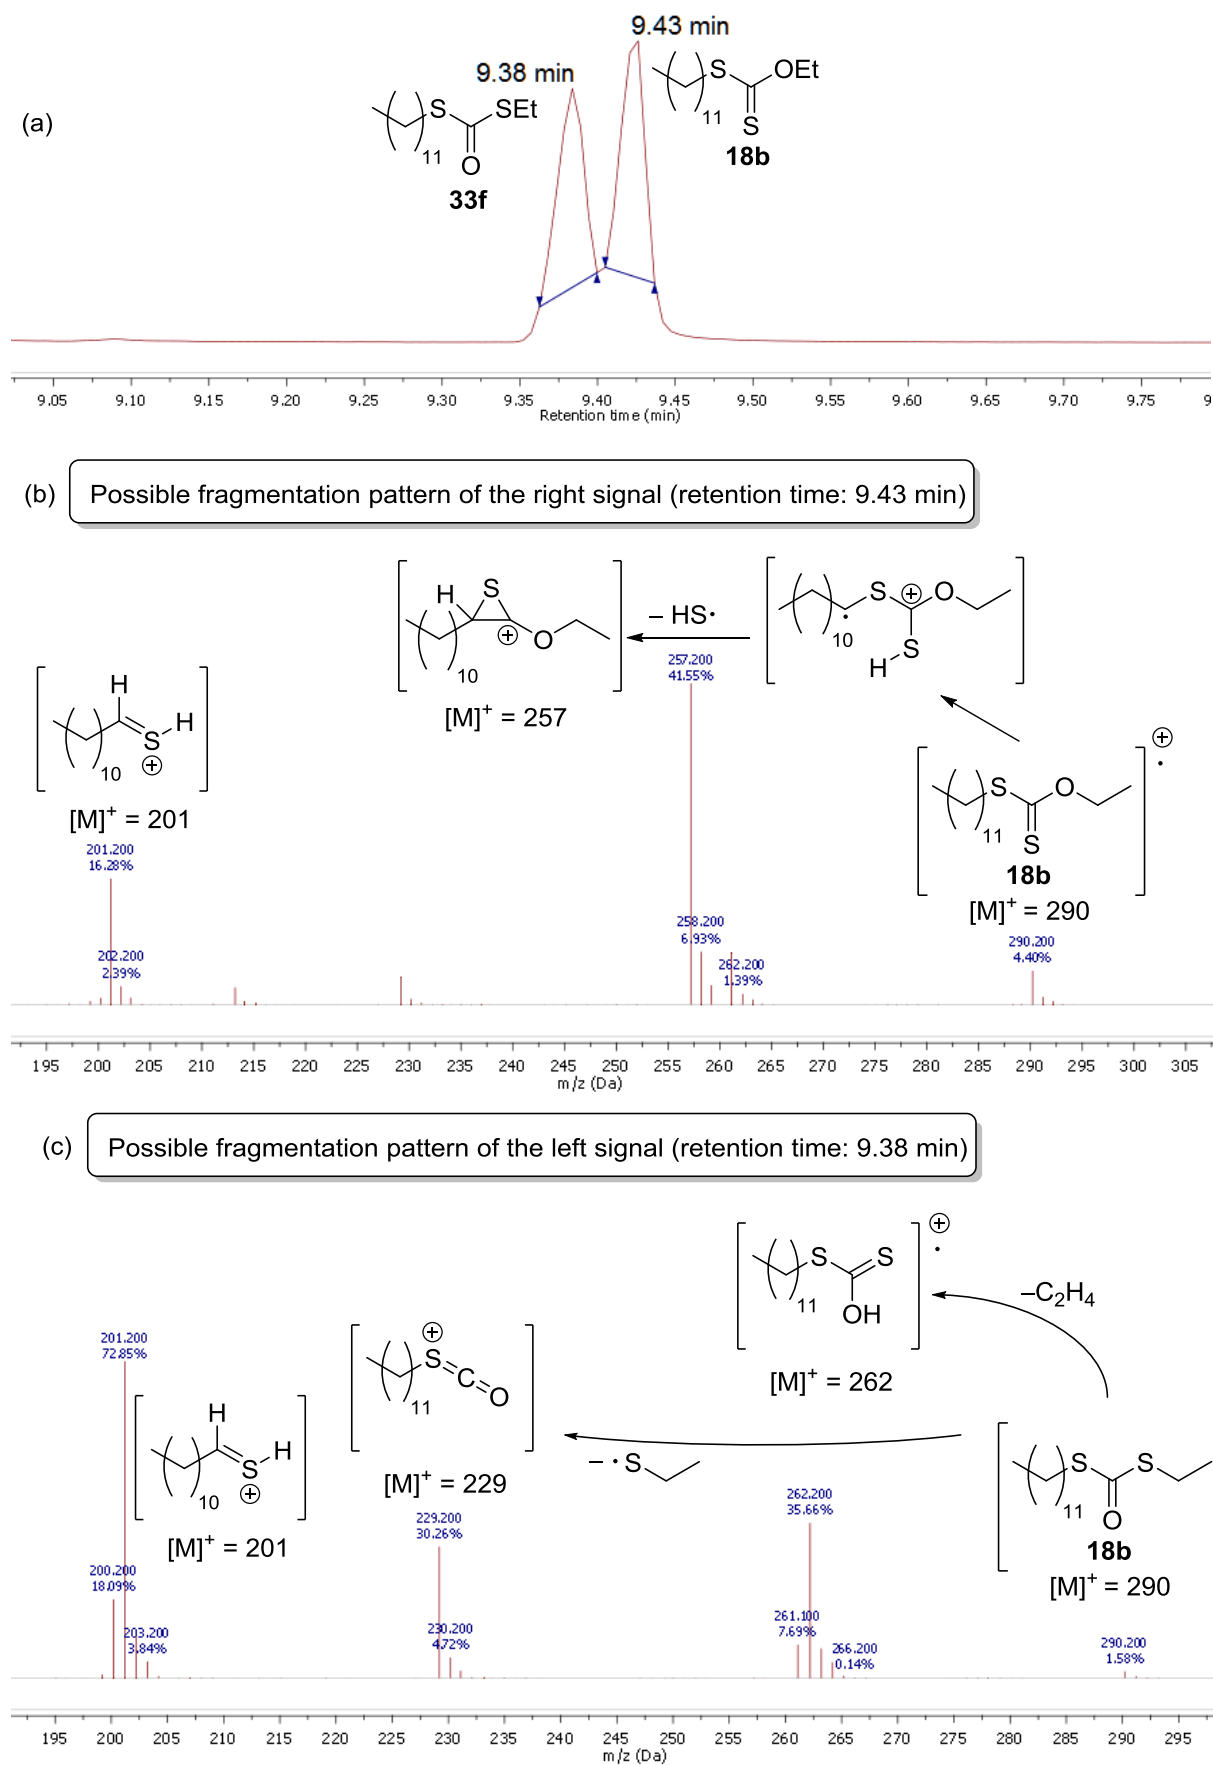 (a)
9.38 min
9.43 min
S SEt
11
O
33f
S OEt
11
S
18b
9.05 9.10 9.15 9.20 9.25 9.30 9.35 9.40 9.45 9.50 9.55 9.60 9.65 9.70 9.75 9
Retention time (min)
(b) Possible fragmentation pattern of the right signal (retention time: 9.43 min)
H
S H
⊕
10
[M]+ = 201
201.200
16.28%
202.200
2.39%
H S
⊕ O
10
[M]+ = 257
257.200
41.55%
258.200
6.93%
262.200
1.39%
– HS·
S ⊕ O
10 · S
H
⊕
·
S O
11
S
18b
[M]+ = 290
290.200
4.40%
195 200 205 210 215 220 225 230 235 240 245 250 255 260 265 270 275 280 285 290 295 300 305
m/z (Da)
(c) Possible fragmentation pattern of the left signal (retention time: 9.38 min)
⊕
·
S S
11
OH
[M]+ = 262
–C2H4
201.200
72.85%
200.200
18.09%
203.200
3.84%
H
S H
⊕
10
[M]+ = 201
⊕
S C O
11
[M]+ = 229
229.200
30.26%
230.200
4.72%
– ·S
262.200
35.66%
261.100
7.69%
266.200
0.14%
S S
11
O
18b
[M]+ = 290
290.200
1.58%
195 200 205 210 215 220 225 230 235 240 245 250 255 260 265 270 275 280 285 290 295
m/z (Da)